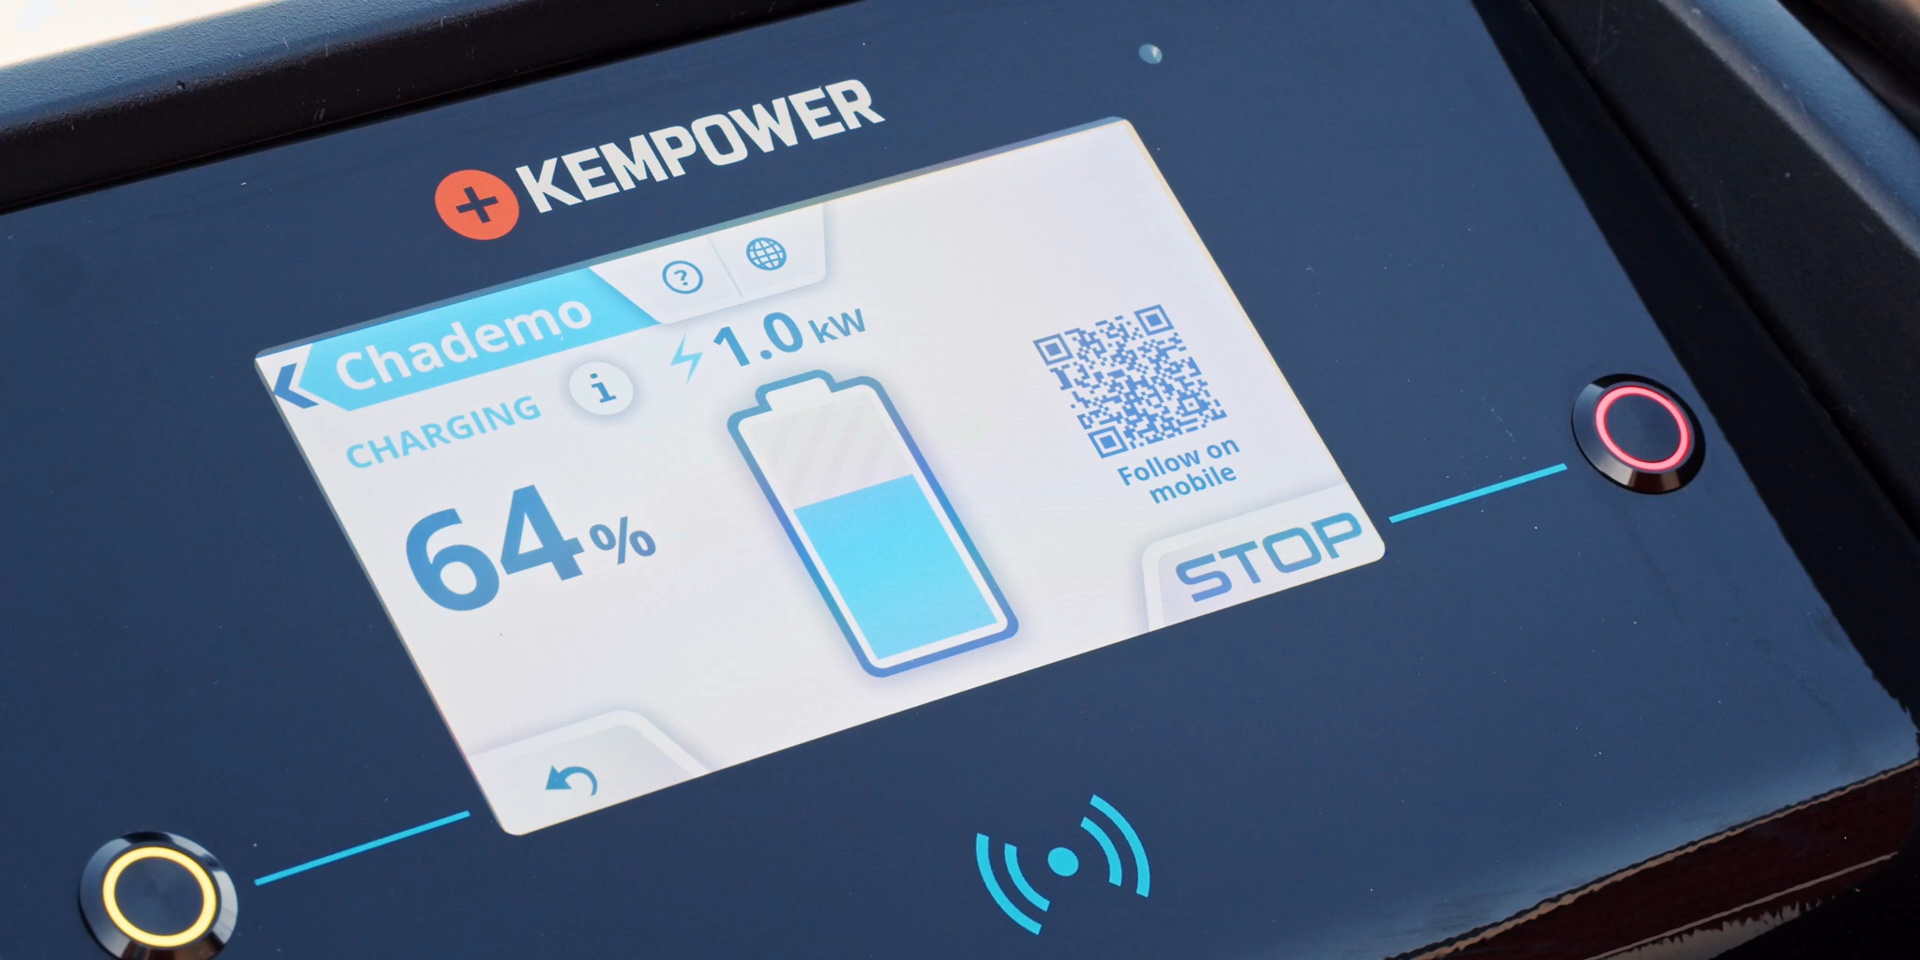 KEMPOWER
Chademo
1.0 kW
CHARGING
64%
Follow on
mobile
STOP